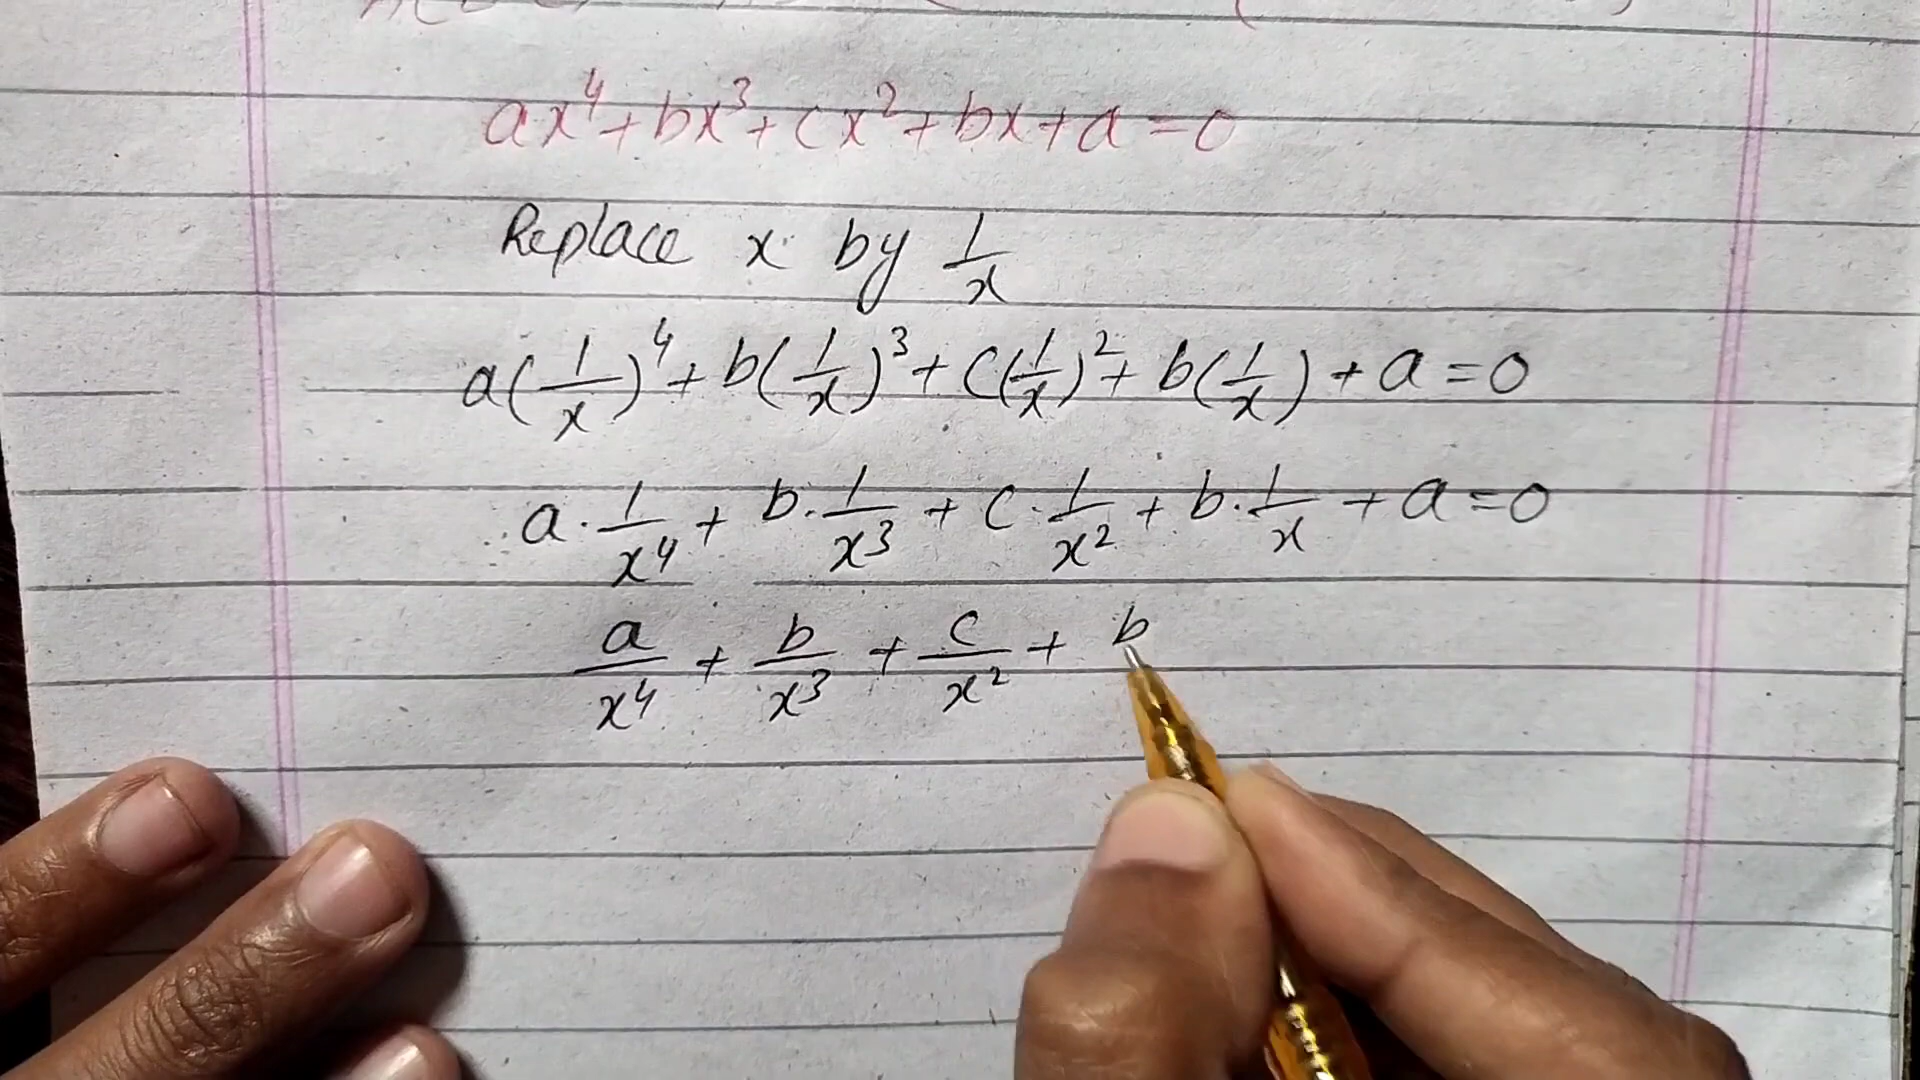 ax⁴+bx³+cx²+bx+a=0
Replace x by 1/x
a(1/x)⁴+b(1/x)³+c(1/x)²+b(1/x)+a=0
a·1/x⁴+b·1/x³+c·1/x²+b·1/x+a=0
a/x⁴+b/x³+c/x²+b